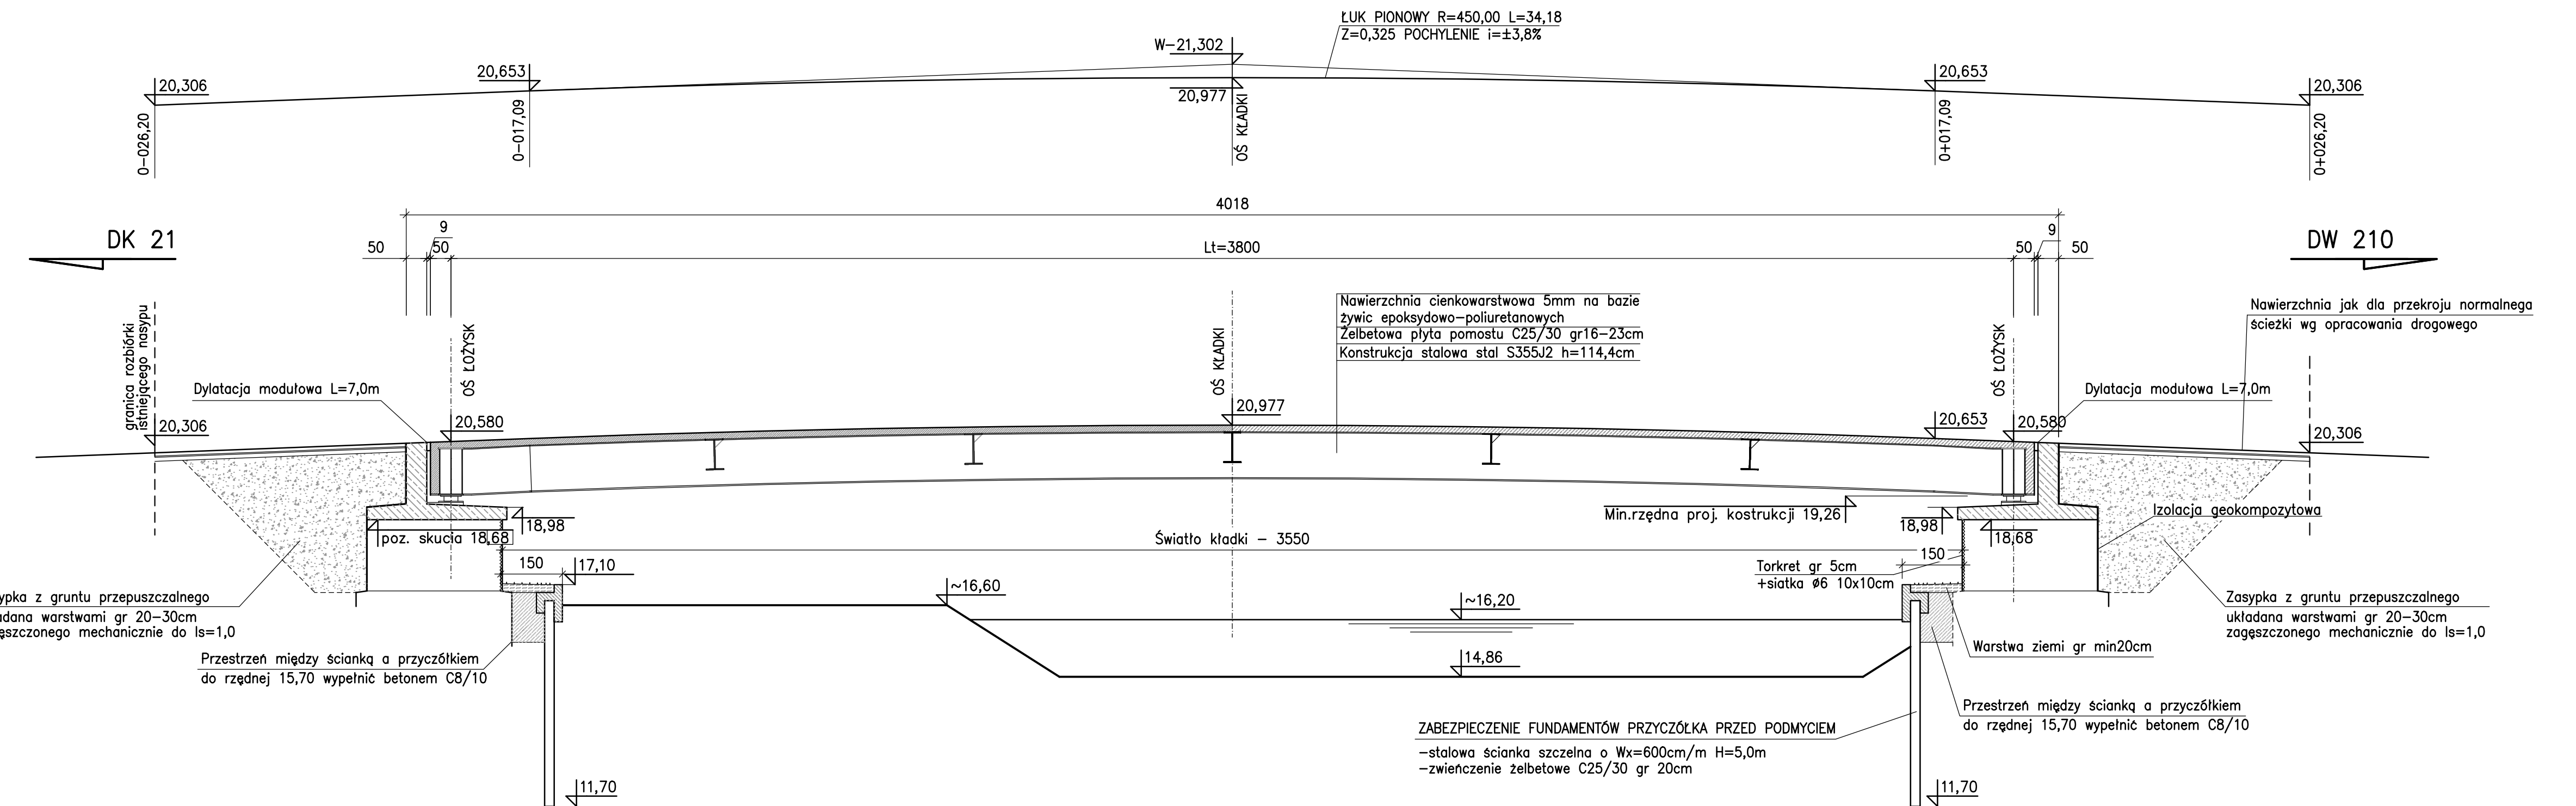 ŁUK PIONOWY R=450,00 L=34,18
Z=0,325 POCHYLENIE i=±3,8%
W-21,302
20,306
20,653
20,977
20,653
20,306
0-026,20
0-017,09
OŚ KŁADKI
0+017,09
0+026,20
4018
DK 21
50
9
50
Lt=3800
50
9
50
DW 210
granica rozbiórki
istniejącego nasypu
OŚ ŁOŻYSK
OŚ KŁADKI
OŚ ŁOŻYSK
Nawierzchnia cienkowarstwowa 5mm na bazie
żywic epoksydowo-poliuretanowych
Żelbetowa płyta pomostu C25/30 gr16-23cm
Konstrukcja stalowa stal S355J2 h=114,4cm
Nawierzchnia jak dla przekroju normalnego
ścieżki wg opracowania drogowego
Dylatacja modułowa L=7,0m
Dylatacja modułowa L=7,0m
20,306
20,580
20,977
20,653
20,580
20,306
18,98
poz. skucia 18,68
Min.rzędna proj. kostrukcji 19,26
18,98
18,68
Izolacja geokompozytowa
Światło kładki - 3550
150
17,10
150
Torkret gr 5cm
+siatka ø6 10x10cm
~16,60
~16,20
14,86
ypka z gruntu przepuszczalnego
adana warstwami gr 20-30cm
ęszczonego mechanicznie do Is=1,0
Zasypka z gruntu przepuszczalnego
układana warstwami gr 20-30cm
zagęszczonego mechanicznie do Is=1,0
Warstwa ziemi gr min20cm
Przestrzeń między ścianką a przyczółkiem
do rzędnej 15,70 wypełnić betonem C8/10
Przestrzeń między ścianką a przyczółkiem
do rzędnej 15,70 wypełnić betonem C8/10
ZABEZPIECZENIE FUNDAMENTÓW PRZYCZÓŁKA PRZED PODMYCIEM
-stalowa ścianka szczelna o Wx=600cm/m H=5,0m
-zwieńczenie żelbetowe C25/30 gr 20cm
11,70
11,70